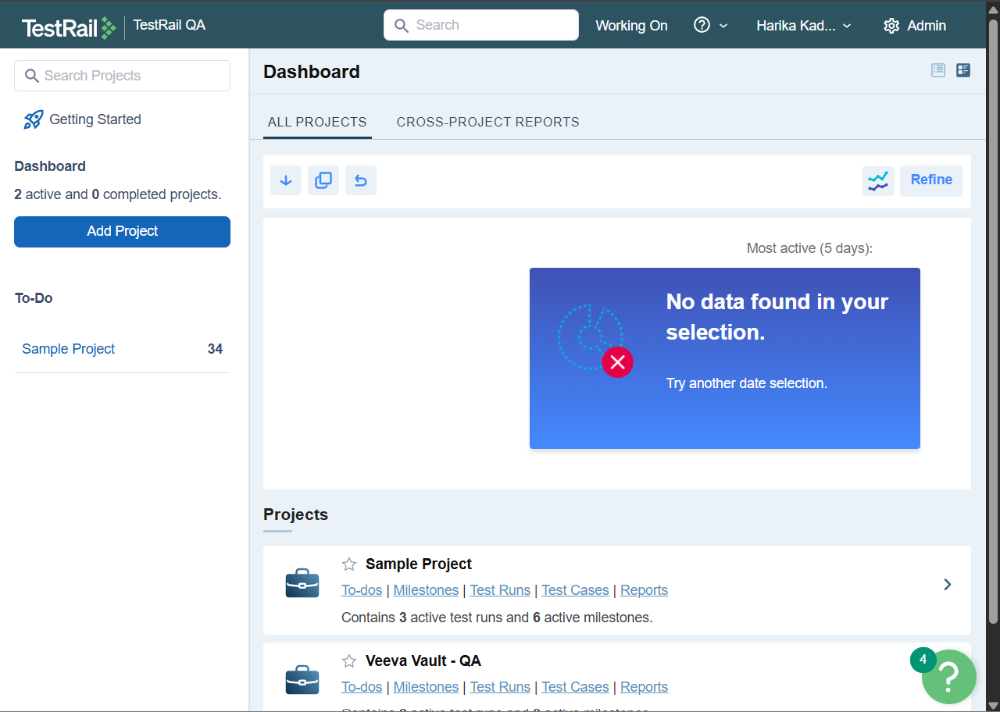 TestRail TestRail QA
Search
Working On
Harika Kad...
Admin
Search Projects
Getting Started
Dashboard
2 active and 0 completed projects.
Add Project
To-Do
Sample Project 34
Dashboard
ALL PROJECTS CROSS-PROJECT REPORTS
Refine
Most active (5 days):
No data found in your
selection.
Try another date selection.
Projects
Sample Project
To-dos | Milestones | Test Runs | Test Cases | Reports
Contains 3 active test runs and 6 active milestones.
Veeva Vault - QA
To-dos | Milestones | Test Runs | Test Cases | Reports
4
?